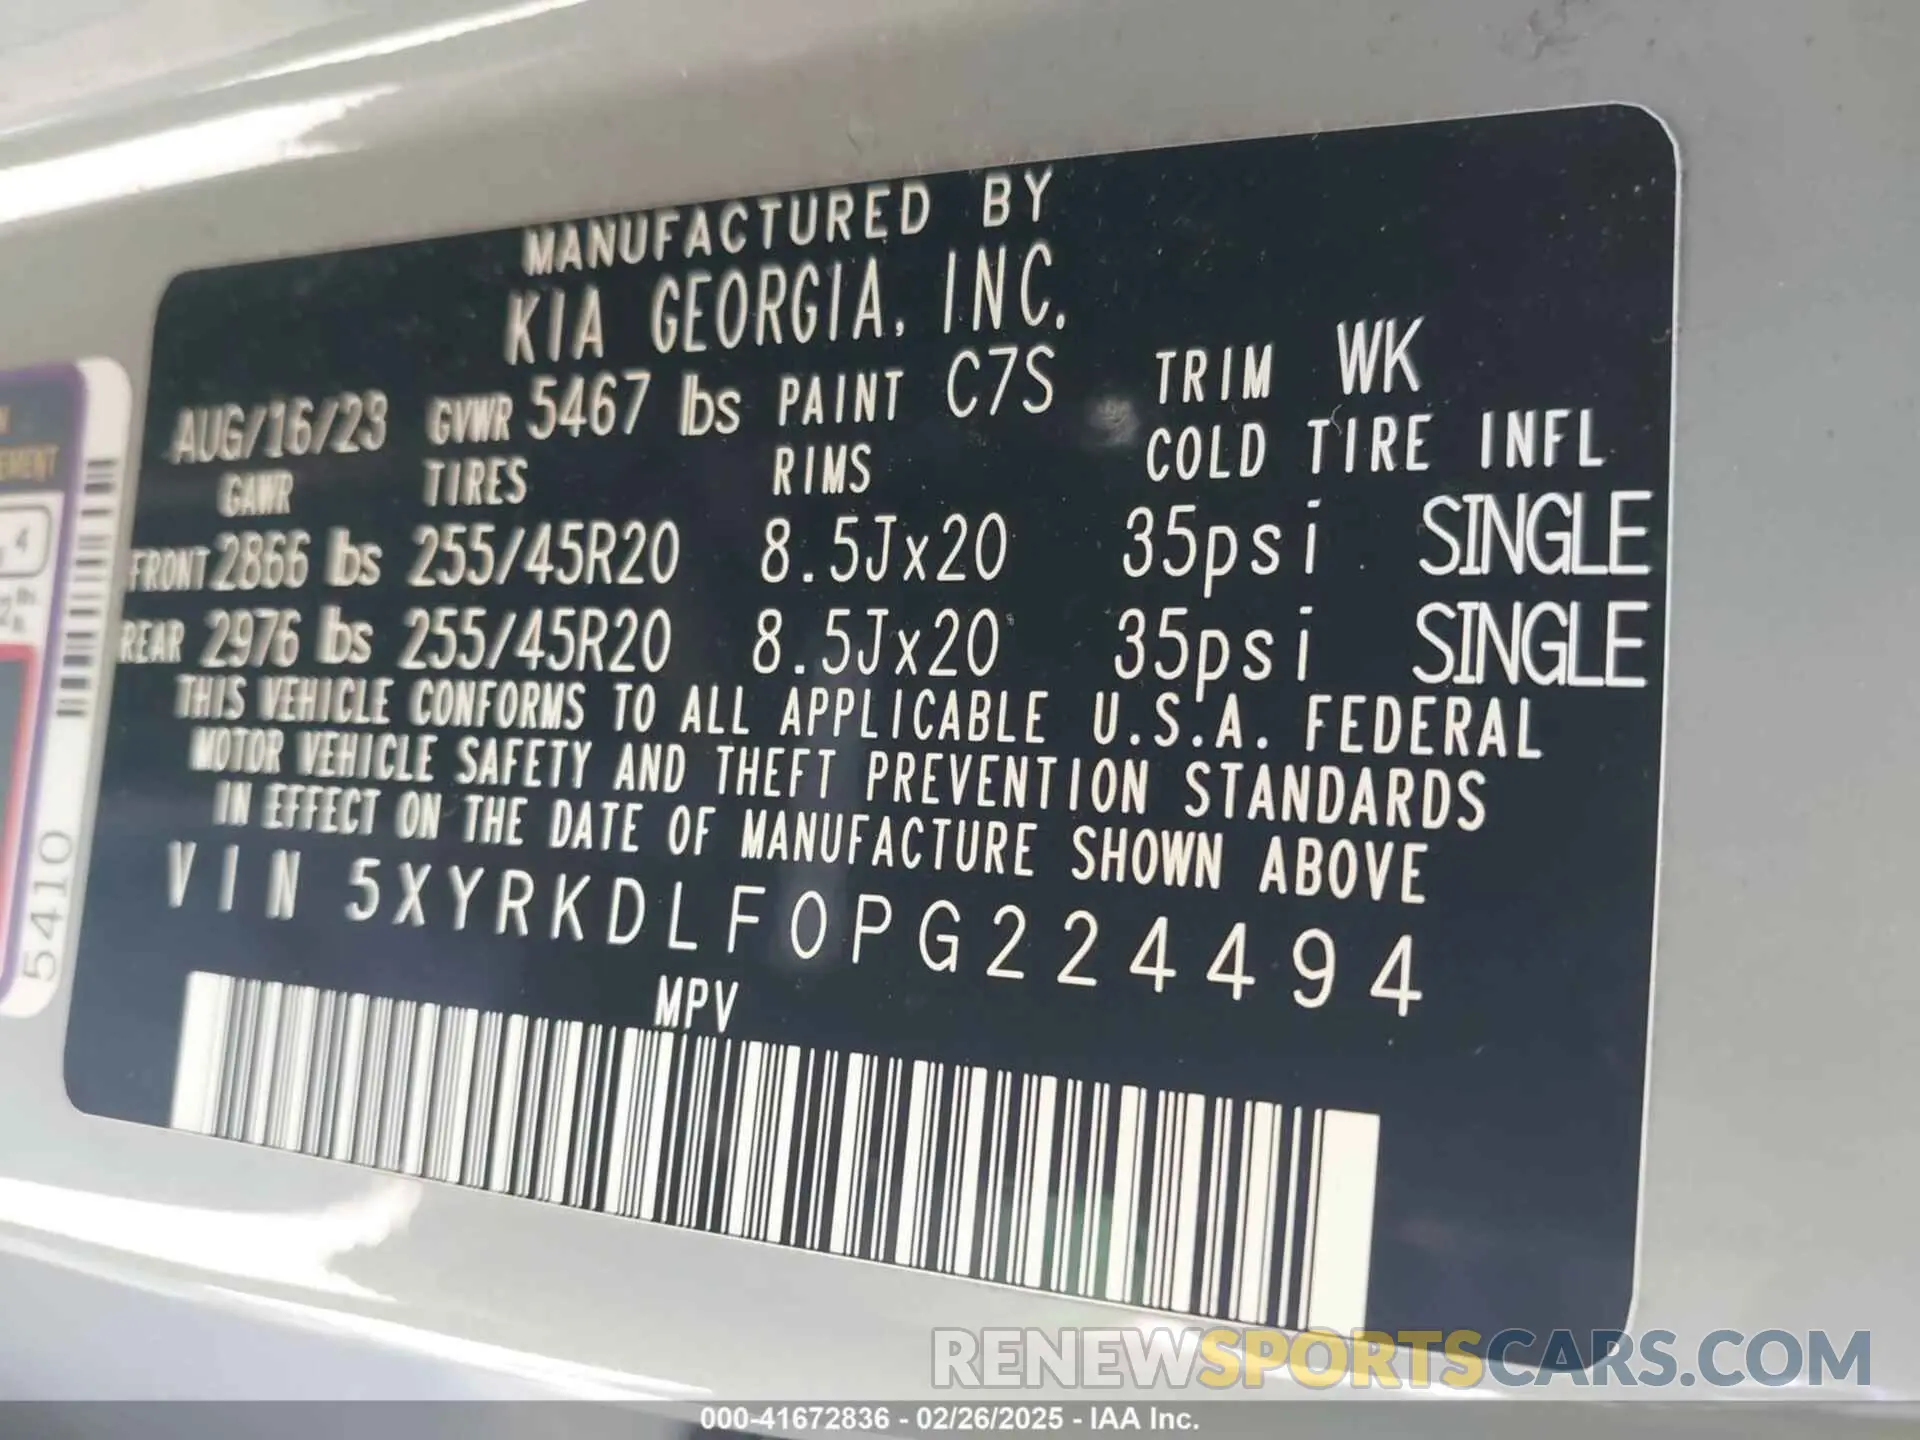 MANUFACTURED BY
KIA GEORGIA, INC.
AUG/16/23 GVWR 5467 lbs PAINT C7S TRIM WK
GAWR TIRES RIMS COLD TIRE INFL
FRONT 2866 lbs 255/45R20 8.5Jx20 35psi SINGLE
REAR 2976 lbs 255/45R20 8.5Jx20 35psi SINGLE
THIS VEHICLE CONFORMS TO ALL APPLICABLE U.S.A. FEDERAL
MOTOR VEHICLE SAFETY AND THEFT PREVENTION STANDARDS
IN EFFECT ON THE DATE OF MANUFACTURE SHOWN ABOVE
VIN 5XYRKDLF0PG224494
MPV
4
5410
RENEWSPORTSCARS.COM
000-41672836 - 02/26/2025 - IAA Inc.